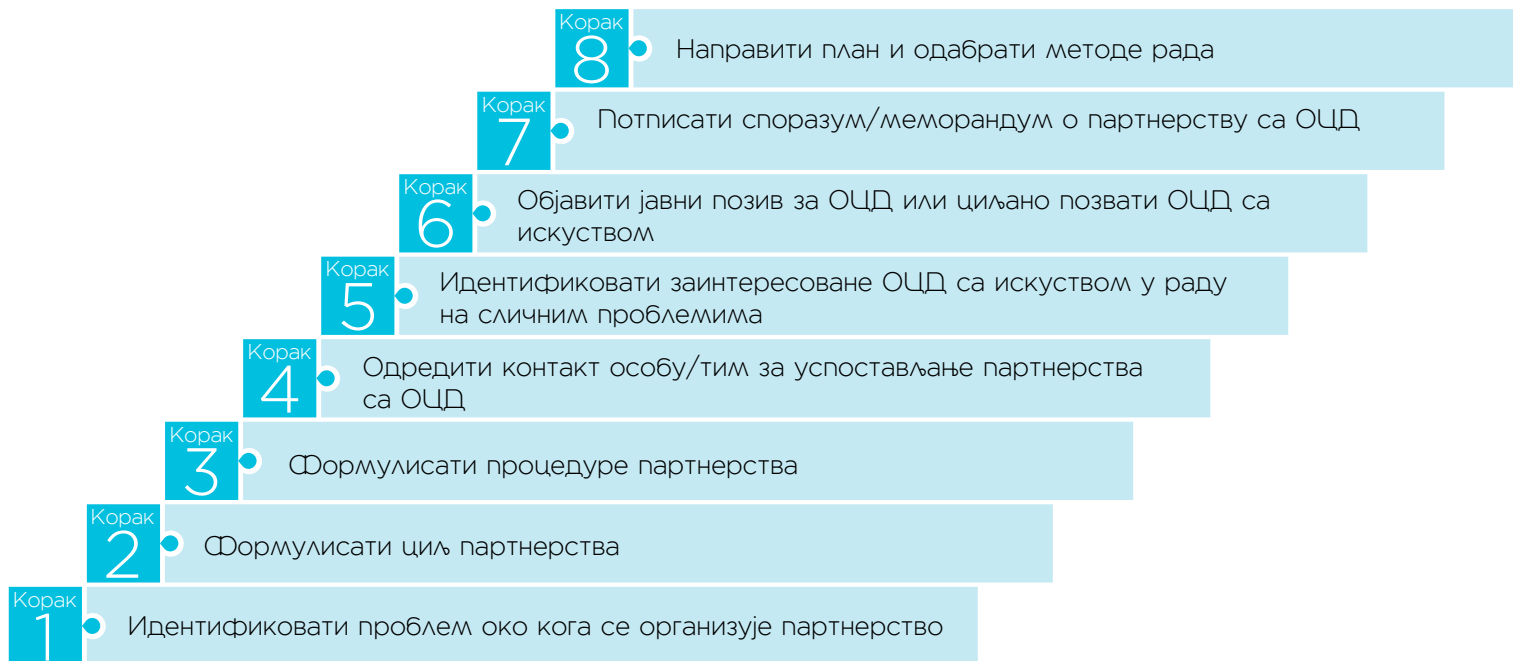 Корак
8
Направити план и одабрати методе рада
Корак
7
Потписати споразум/меморандум о партнерству са ОЦД
Корак
6
Објавити јавни позив за ОЦД или циљано позвати ОЦД са
искуством
Корак
5
Идентификовати заинтересоване ОЦД са искуством у раду
на сличним проблемима
Корак
4
Одредити контакт особу/тим за успостављање партнерства
са ОЦД
Корак
3
Формулисати процедуре партнерства
Корак
2
Формулисати циљ партнерства
Корак
1
Идентификовати проблем око кога се организује партнерство